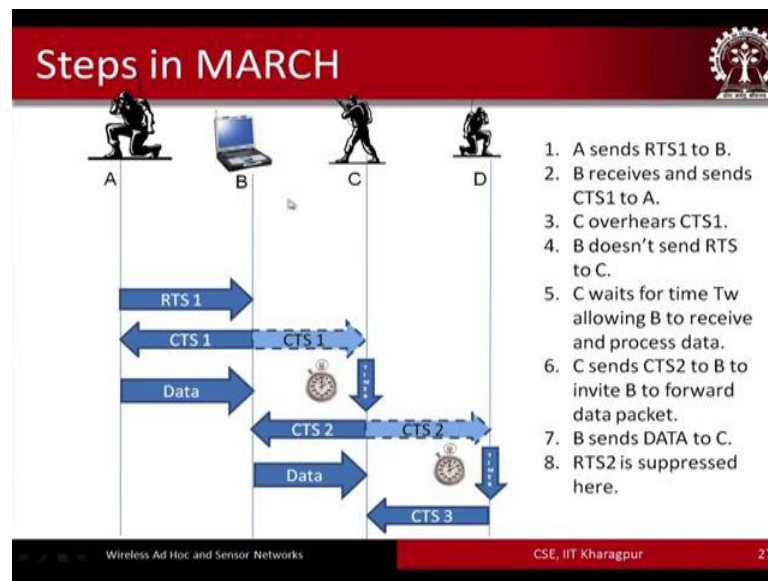 Steps in MARCH
A
B
C
D
RTS 1
CTS 1
CTS 1
Data
TIMER
CTS 2
CTS 2
Data
TIMER
CTS 3
1. A sends RTS1 to B.
2. B receives and sends
CTS1 to A.
3. C overhears CTS1.
4. B doesn't send RTS
to C.
5. C waits for time Tw
allowing B to receive
and process data.
6. C sends CTS2 to B to
invite B to forward
data packet.
7. B sends DATA to C.
8. RTS2 is suppressed
here.
Wireless Ad Hoc and Sensor Networks
CSE, IIT Kharagpur